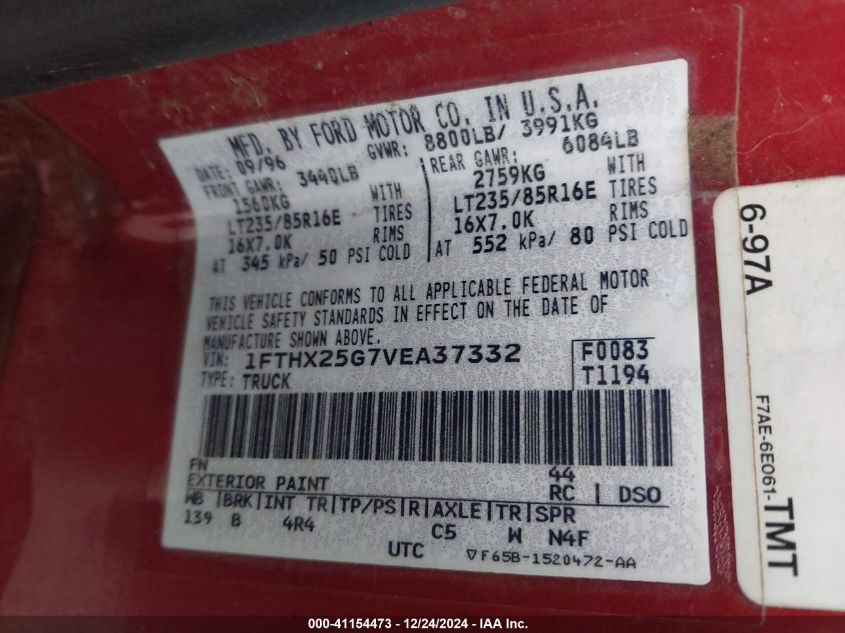 MFD. BY FORD MOTOR CO. IN U.S.A.
DATE: 09/96 GVWR: 8800LB/ 3991KG
FRONT GAWR: 3440LB REAR GAWR: 6084LB
1560KG WITH 2759KG WITH
LT235/85R16E TIRES LT235/85R16E TIRES
16X7.0K RIMS 16X7.0K RIMS
AT 345 kPa/ 50 PSI COLD AT 552 kPa/ 80 PSI COLD
THIS VEHICLE CONFORMS TO ALL APPLICABLE FEDERAL MOTOR
VEHICLE SAFETY STANDARDS IN EFFECT ON THE DATE OF
MANUFACTURE SHOWN ABOVE.
VIN: 1FTHX25G7VEA37332 F0083
TYPE: TRUCK T1194
FN 44
EXTERIOR PAINT RC | DSO
WB |BRK|INT TR|TP/PS|R|AXLE|TR|SPR
139 B 4R4 C5 W N4F
UTC ▽F65B-1520472-AA
6-97A
F7AE-6E061-TMT
000-41154473 - 12/24/2024 - IAA Inc.